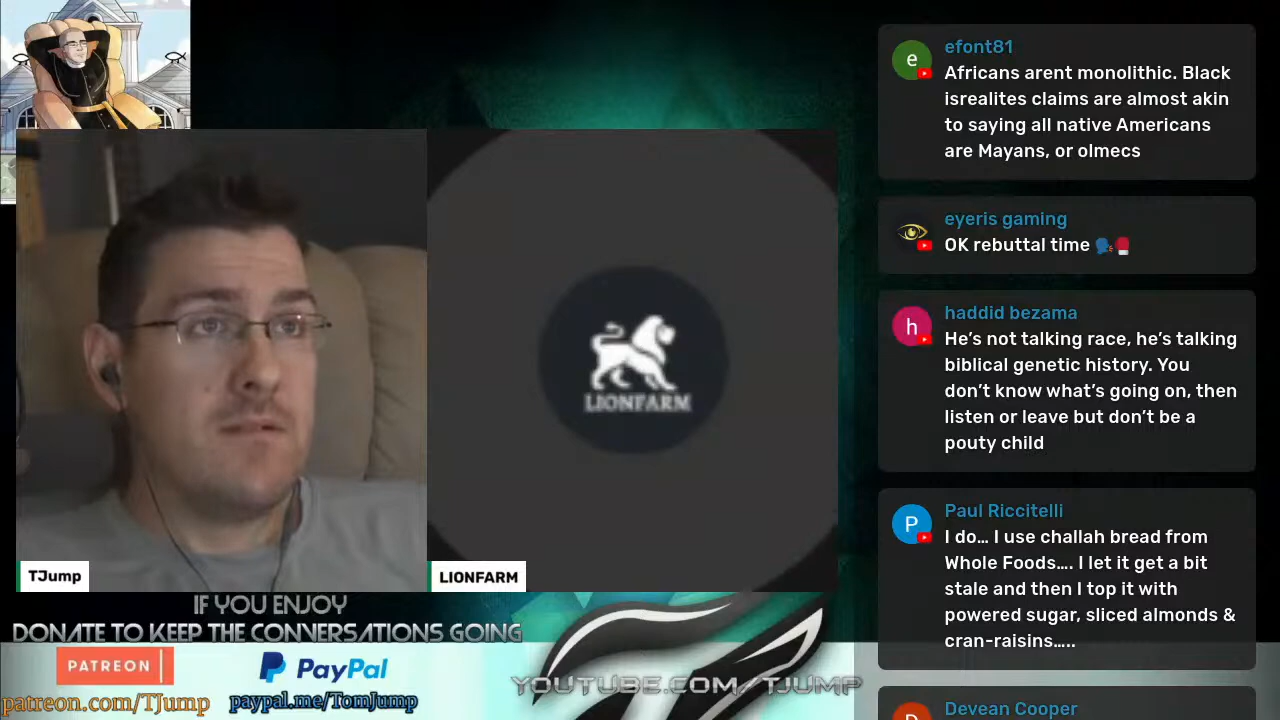 efont81
Africans arent monolithic. Black
isrealites claims are almost akin
to saying all native Americans
are Mayans, or olmecs
eyeris gaming
OK rebuttal time
haddid bezama
He’s not talking race, he’s talking
biblical genetic history. You
don’t know what’s going on, then
listen or leave but don’t be a
pouty child
Paul Riccitelli
I do… I use challah bread from
Whole Foods…. I let it get a bit
stale and then I top it with
powered sugar, sliced almonds &
cran-raisins…..
Devean Cooper
LIONFARM
TJump
LIONFARM
IF YOU ENJOY
DONATE TO KEEP THE CONVERSATIONS GOING
PATREON
PayPal
patreon.com/TJump
paypal.me/TomJump
YOUTUBE.COM/TJUMP
e
h
P
D